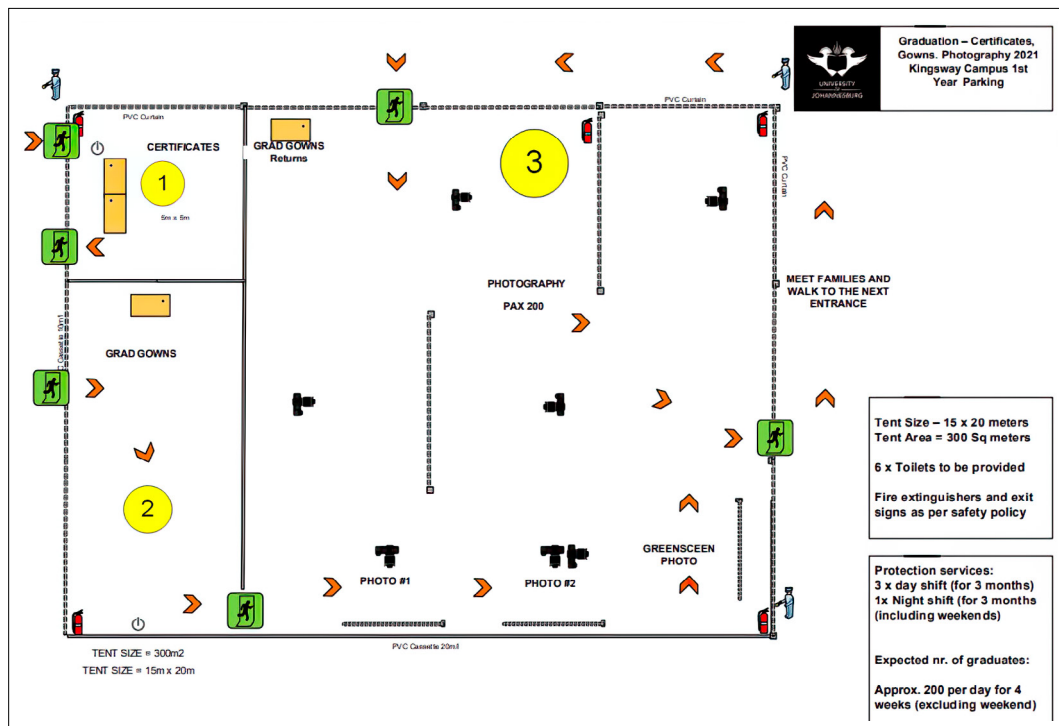 Graduation – Certificates,
Gowns. Photography 2021
Kingsway Campus 1st
Year Parking
UNIVERSITY
OF
JOHANNESBURG
PVC Curtain
PVC Curtain
CERTIFICATES
1
5m x 5m
GRAD GOWNS
Returns
3
PVC Curtain
PHOTOGRAPHY
PAX 200
MEET FAMILIES AND
WALK TO THE NEXT
ENTRANCE
GRAD GOWNS
C Cassette 10m/l
2
PHOTO #1
PHOTO #2
GREENSCEEN
PHOTO
PVC Cassette 20m/l
TENT SIZE = 300m2
TENT SIZE = 15m x 20m
Tent Size – 15 x 20 meters
Tent Area = 300 Sq meters
6 x Toilets to be provided
Fire extinguishers and exit
signs as per safety policy
Protection services:
3 x day shift (for 3 months)
1x Night shift (for 3 months
(including weekends)
Expected nr. of graduates:
Approx. 200 per day for 4
weeks (excluding weekend)